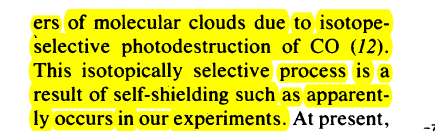 ers of molecular clouds due to isotope-
selective photodestruction of CO (12).
This isotopically selective process is a
result of self-shielding such as apparent-
ly occurs in our experiments. At present,